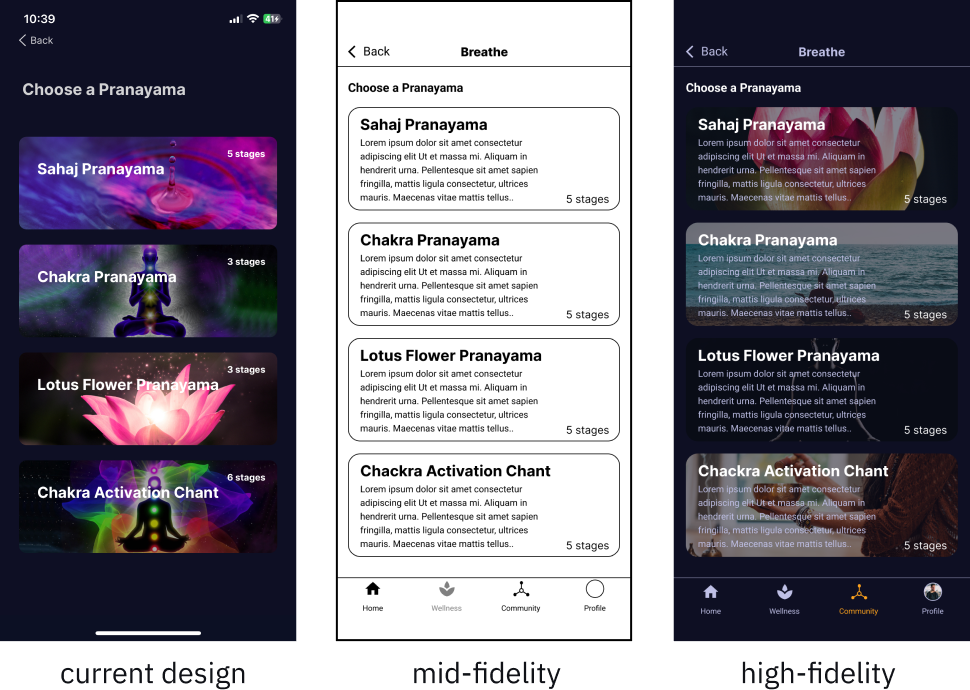 10:39
41
Back
Choose a Pranayama
5 stages
Sahaj Pranayama
3 stages
Chakra Pranayama
3 stages
Lotus Flower Pranayama
6 stages
Chakra Activation Chant
current design
Back
Breathe
Choose a Pranayama
Sahaj Pranayama
Lorem ipsum dolor sit amet consectetur
adipiscing elit Ut et massa mi. Aliquam in
hendrerit urna. Pellentesque sit amet sapien
fringilla, mattis ligula consectetur, ultrices
mauris. Maecenas vitae mattis tellus..
5 stages
Chakra Pranayama
Lorem ipsum dolor sit amet consectetur
adipiscing elit Ut et massa mi. Aliquam in
hendrerit urna. Pellentesque sit amet sapien
fringilla, mattis ligula consectetur, ultrices
mauris. Maecenas vitae mattis tellus..
5 stages
Lotus Flower Pranayama
Lorem ipsum dolor sit amet consectetur
adipiscing elit Ut et massa mi. Aliquam in
hendrerit urna. Pellentesque sit amet sapien
fringilla, mattis ligula consectetur, ultrices
mauris. Maecenas vitae mattis tellus..
5 stages
Chackra Activation Chant
Lorem ipsum dolor sit amet consectetur
adipiscing elit Ut et massa mi. Aliquam in
hendrerit urna. Pellentesque sit amet sapien
fringilla, mattis ligula consectetur, ultrices
mauris. Maecenas vitae mattis tellus..
5 stages
Home
Wellness
Community
Profile
mid-fidelity
Back
Breathe
Choose a Pranayama
Sahaj Pranayama
Lorem ipsum dolor sit amet consectetur
adipiscing elit Ut et massa mi. Aliquam in
hendrerit urna. Pellentesque sit amet sapien
fringilla, mattis ligula consectetur, ultrices
mauris. Maecenas vitae mattis tellus..
5 stages
Chakra Pranayama
Lorem ipsum dolor sit amet consectetur
adipiscing elit Ut et massa mi. Aliquam in
hendrerit urna. Pellentesque sit amet sapien
fringilla, mattis ligula consectetur, ultrices
mauris. Maecenas vitae mattis tellus..
5 stages
Lotus Flower Pranayama
Lorem ipsum dolor sit amet consectetur
adipiscing elit Ut et massa mi. Aliquam in
hendrerit urna. Pellentesque sit amet sapien
fringilla, mattis ligula consectetur, ultrices
mauris. Maecenas vitae mattis tellus..
5 stages
Chackra Activation Chant
Lorem ipsum dolor sit amet consectetur
adipiscing elit Ut et massa mi. Aliquam in
hendrerit urna. Pellentesque sit amet sapien
fringilla, mattis ligula consectetur, ultrices
mauris. Maecenas vitae mattis tellus..
5 stages
Home
Wellness
Community
Profile
high-fidelity